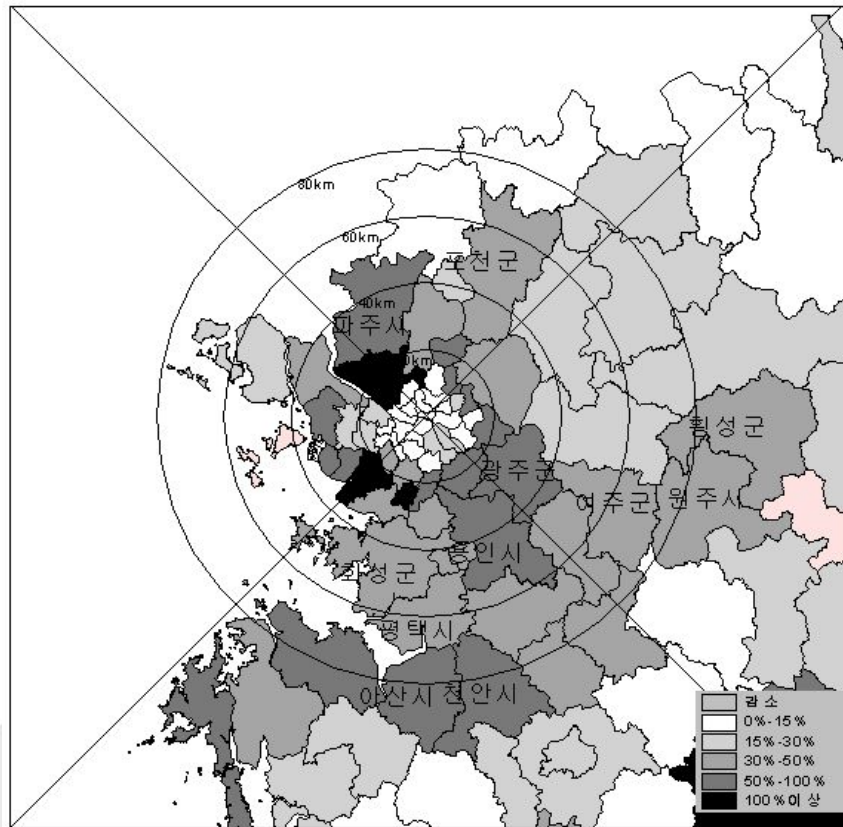 80km
60km
포천군
40km
파주시
횡성군
광주군
여주군
원주시
용인시
화성군
평택시
아산시
천안시
감소
0%-15%
15%-30%
30%-50%
50%-100%
100%이상